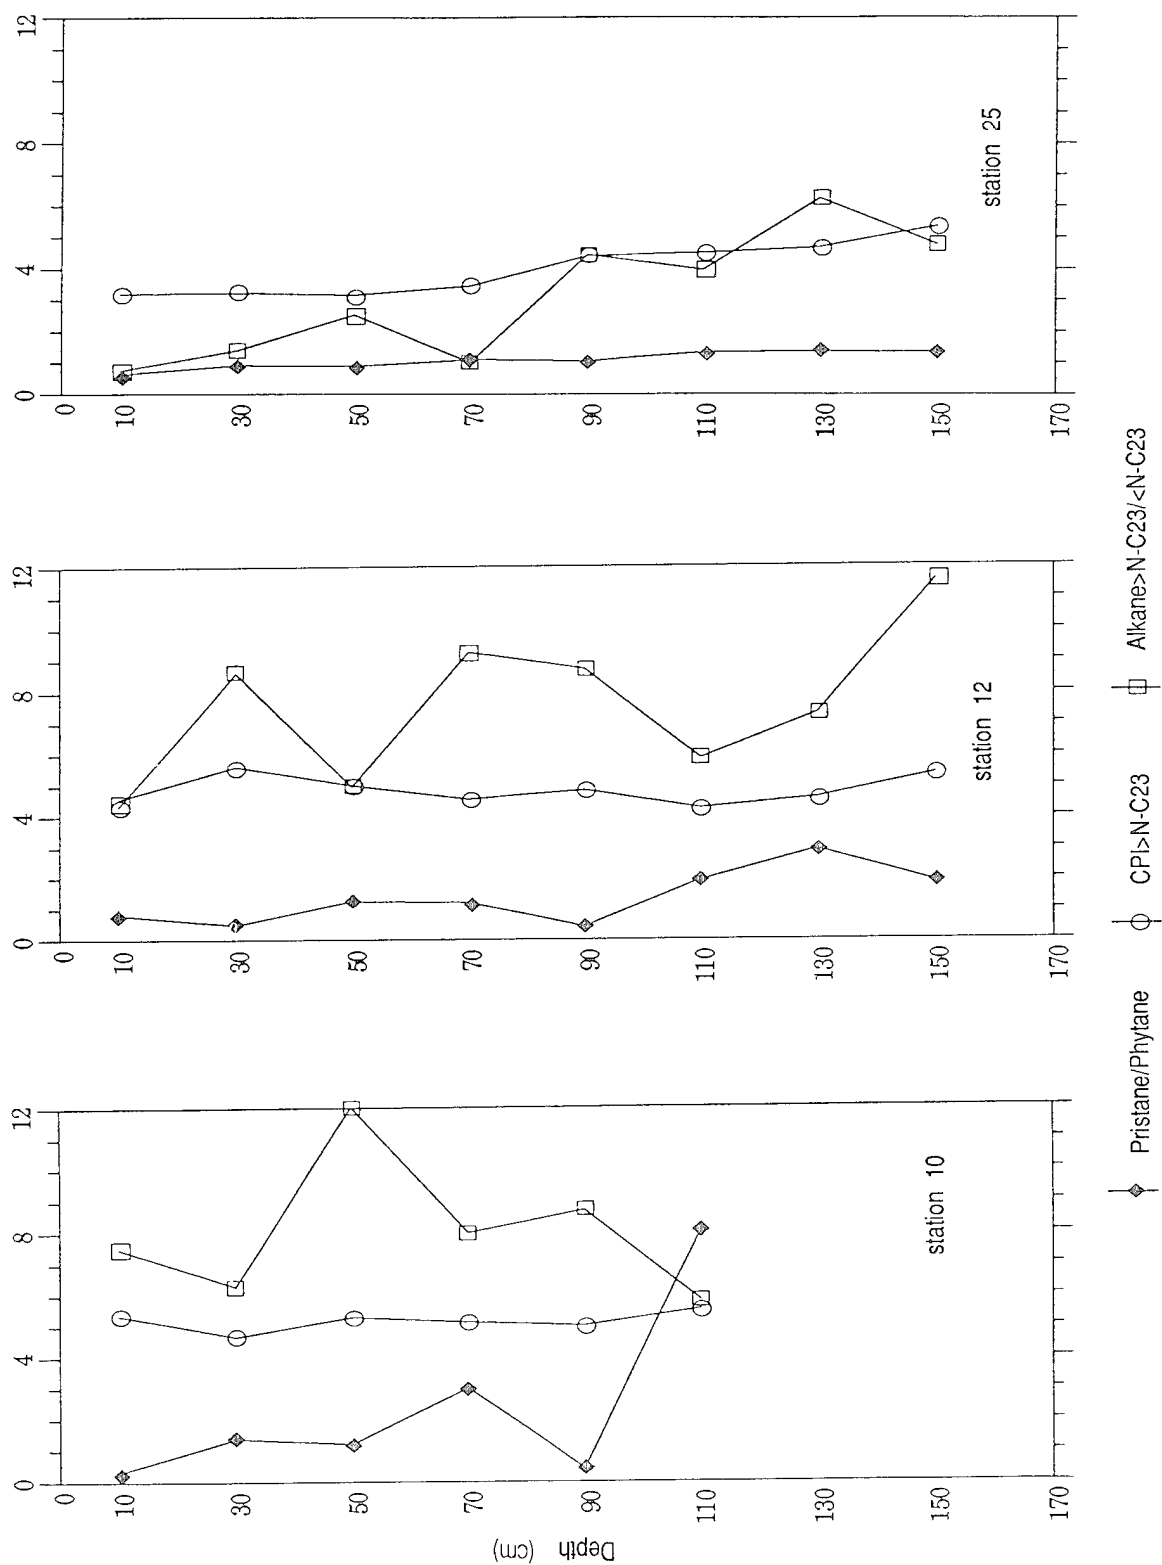 0 4 8 12 0 4 8 12 0 4 8 12
0 0 0
10 10 10
30 30 30
50 50 50
70 70 70
90 90 90
110 110 110
130 130 130
150 150 150
170 170 170
Depth
(cm)
station 10
station 12
station 25
Pristane/Phytane
CPI>N-C23
Alkane>N-C23/<N-C23